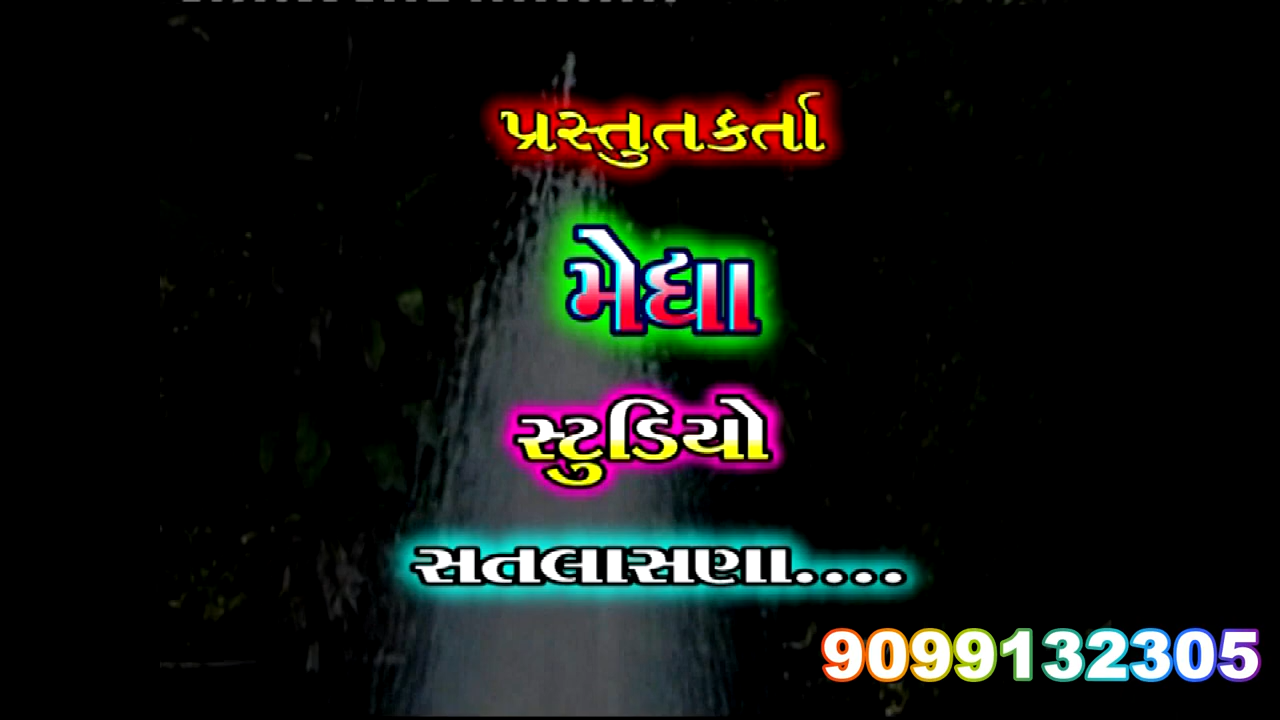 પ્રસ્તુતકર્તા
મેઘા
સ્ટુડિયો
સતલાસણા....
9099132305